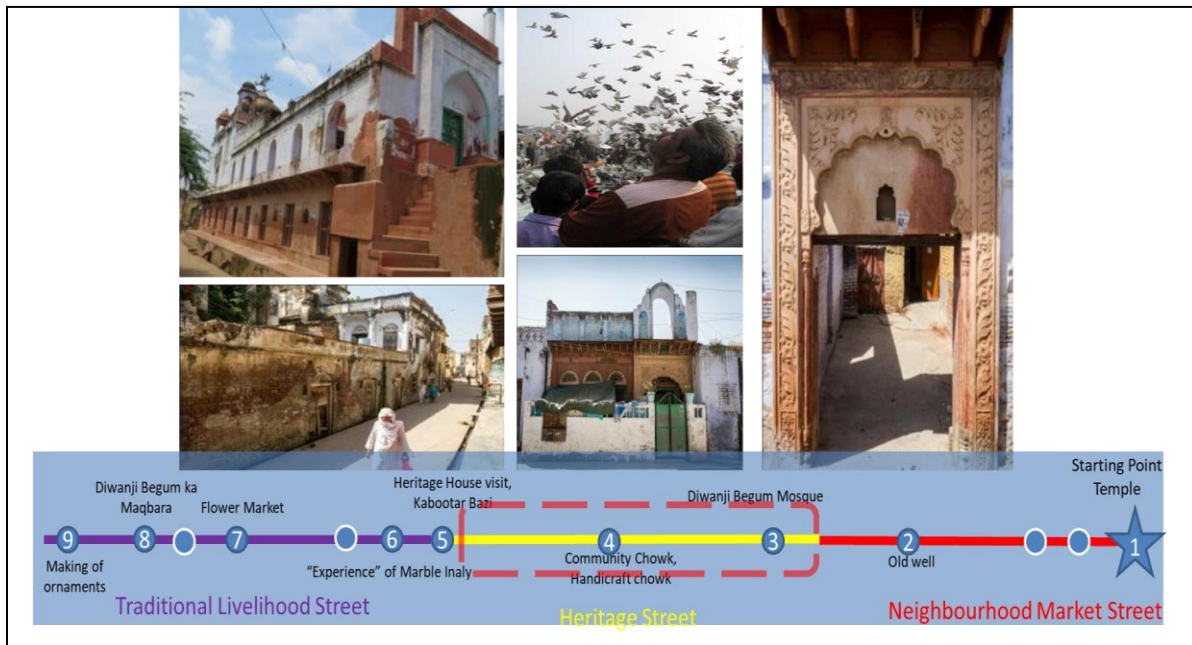 Starting Point
Temple
Heritage House visit,
Kabootar Bazi
Diwanji Begum Mosque
Diwanji Begum ka
Maqbara
Flower Market
9
8
7
6
5
4
3
2
1
Making of
ornaments
"Experience" of Marble Inaly
Community Chowk,
Handicraft chowk
Old well
Traditional Livelihood Street
Heritage Street
Neighbourhood Market Street